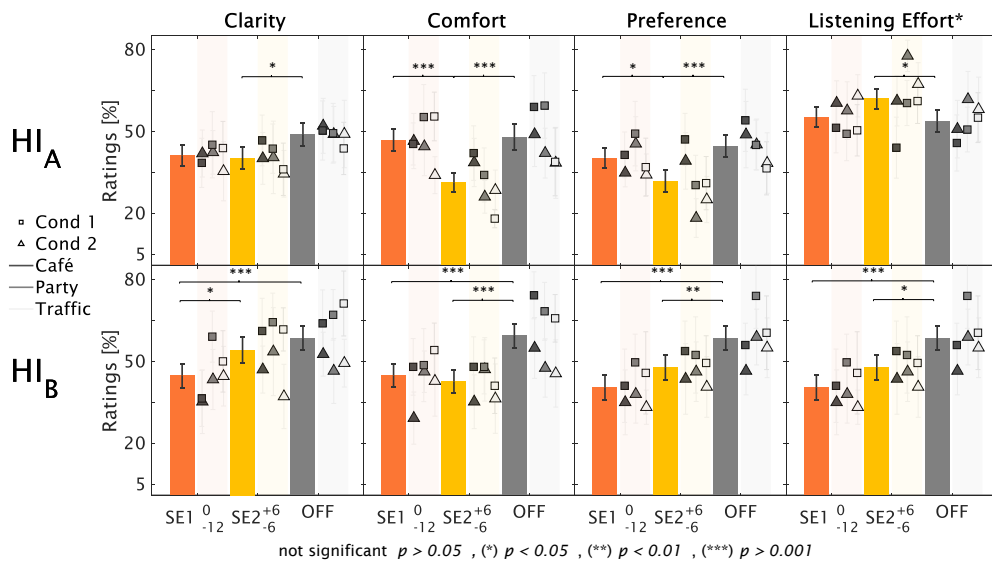 Clarity Comfort Preference Listening Effort*
Ratings [%]
80
50
20
5
HI A
* *** *** * *** *
Cond 1
Cond 2
Café
Party
Traffic
HI B
Ratings [%]
80
50
20
5
*** *** *** ***
* *** ** *
SE1 0 -12 SE2 +6 -6 OFF SE1 0 -12 SE2 +6 -6 OFF SE1 0 -12 SE2 +6 -6 OFF SE1 0 -12 SE2 +6 -6 OFF
not significant p > 0.05 , (*) p < 0.05 , (**) p < 0.01 , (***) p > 0.001